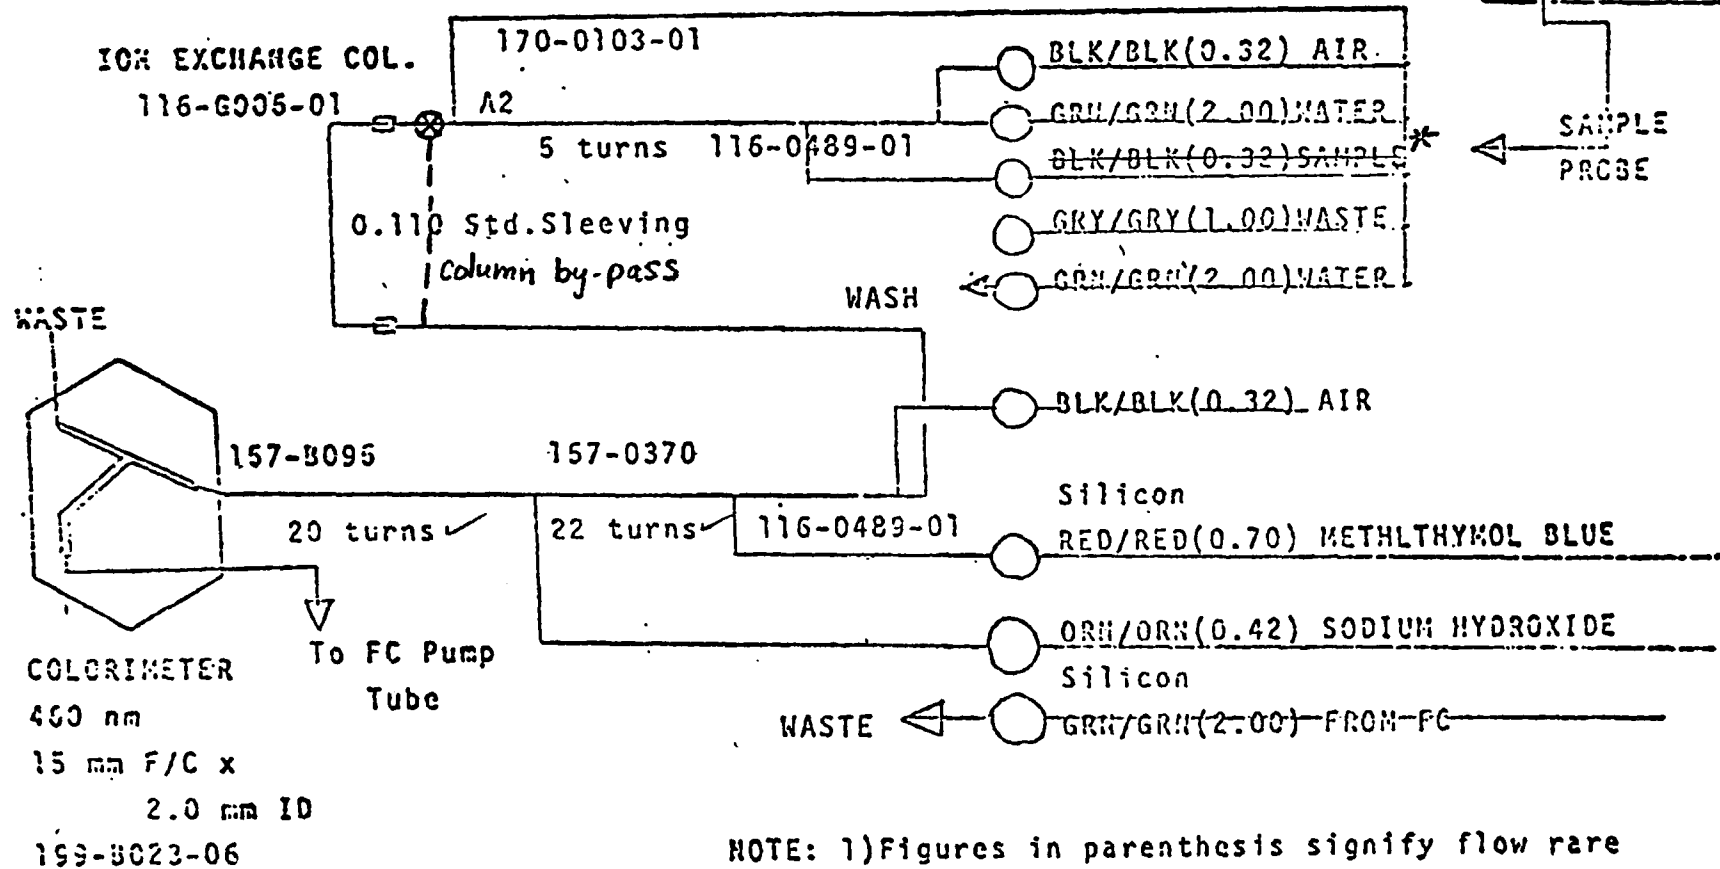 170-0103-01
BLK/BLK(0.32) AIR
ION EXCHANGE COL.
116-G005-01
A2
GRN/GRN(2.00)WATER
5 turns
116-0489-01
BLK/BLK(0.32)SAMPLE*
SAMPLE
PROBE
0.110 Std.Sleeving
GRY/GRY(1.00)WASTE
Column by-pass
WASH
GRN/GRN(2.00)WATER
WASTE
BLK/BLK(0.32) AIR
157-B095
157-0370
Silicon
20 turns
22 turns
116-0489-01
RED/RED(0.70) METHLTHYMOL BLUE
ORN/ORN(0.42) SODIUM HYDROXIDE
To FC Pump
Tube
Silicon
COLORIMETER
460 nm
WASTE
GRN/GRN(2.00) FROM FC
15 mm F/C x
2.0 mm ID
199-B023-06
NOTE: 1)Figures in parenthesis signify flow rare